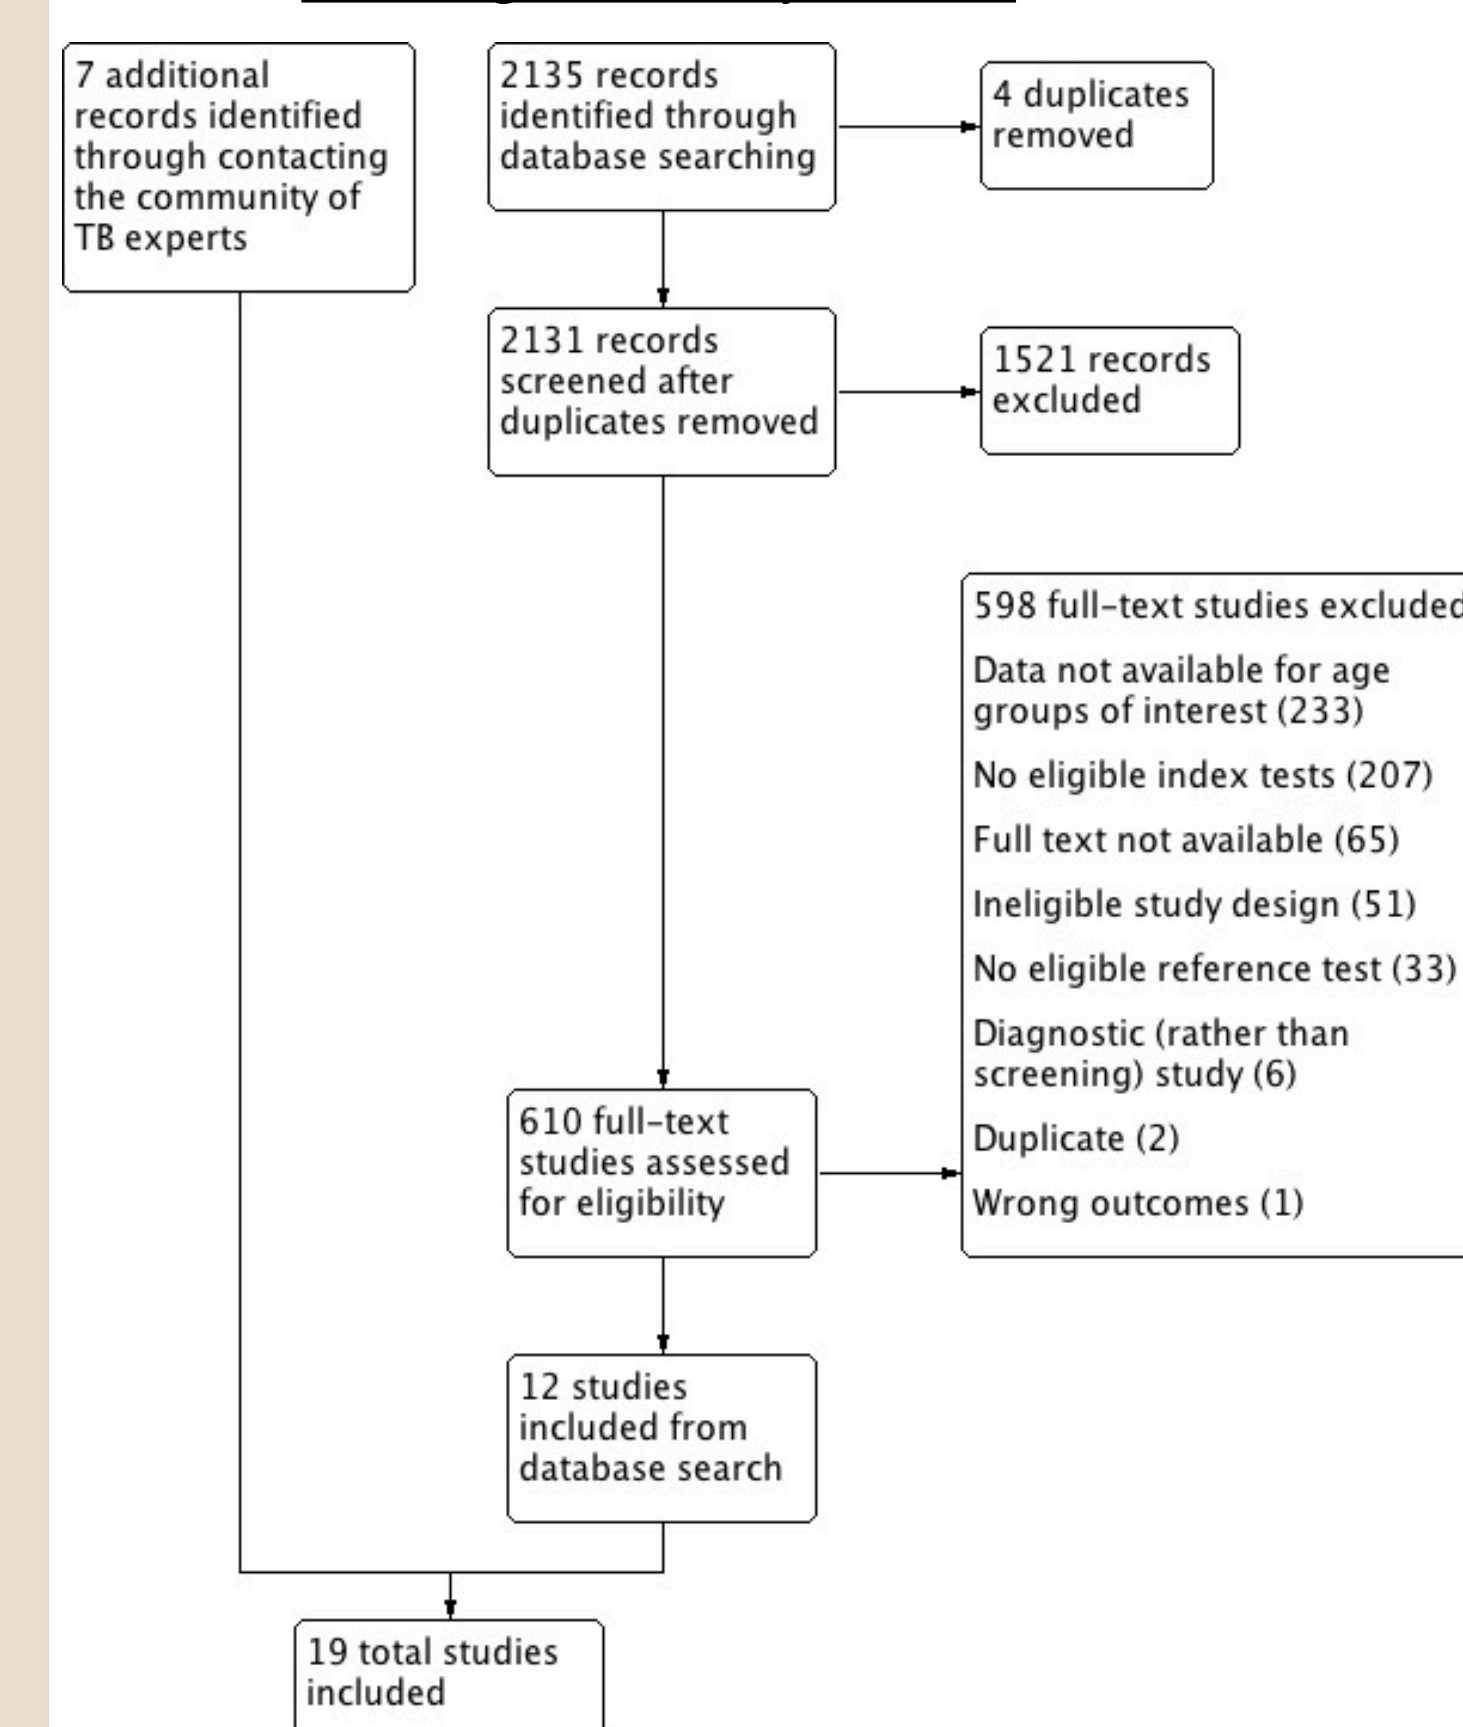 7 additional
records identified
through contacting
the community of
TB experts
2135 records
identified through
database searching
4 duplicates
removed
2131 records
screened after
duplicates removed
1521 records
excluded
598 full-text studies excluded
Data not available for age
groups of interest (233)
No eligible index tests (207)
Full text not available (65)
Ineligible study design (51)
No eligible reference test (33)
Diagnostic (rather than
screening) study (6)
Duplicate (2)
Wrong outcomes (1)
610 full-text
studies assessed
for eligibility
12 studies
included from
database search
19 total studies
included